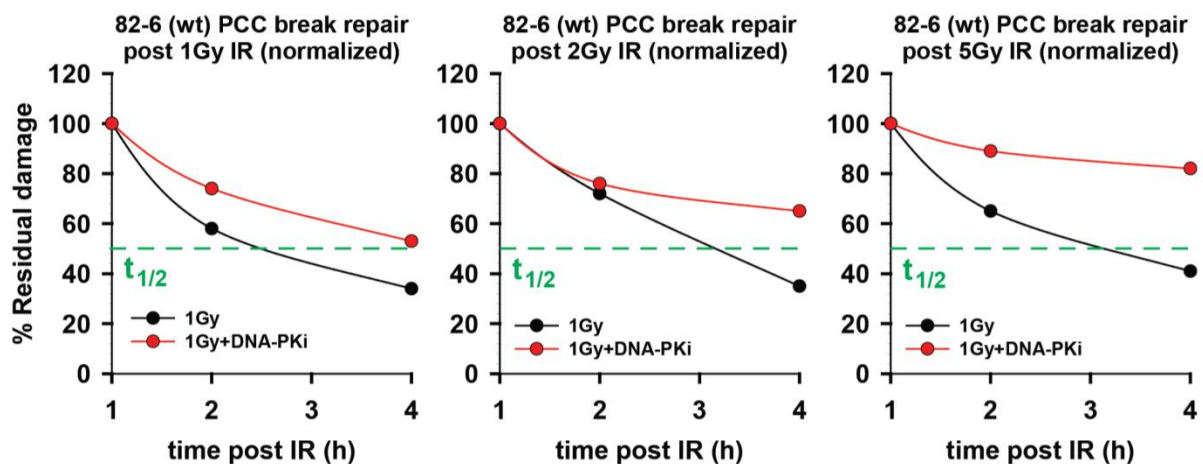 82-6 (wt) PCC break repair
post 1Gy IR (normalized)
82-6 (wt) PCC break repair
post 2Gy IR (normalized)
82-6 (wt) PCC break repair
post 5Gy IR (normalized)
% Residual damage
120
100
80
60
40
20
0
t1/2
1Gy
1Gy+DNA-PKi
1
2
3
4
time post IR (h)
120
100
80
60
40
20
0
t1/2
1Gy
1Gy+DNA-PKi
1
2
3
4
time post IR (h)
120
100
80
60
40
20
0
t1/2
1Gy
1Gy+DNA-PKi
1
2
3
4
time post IR (h)